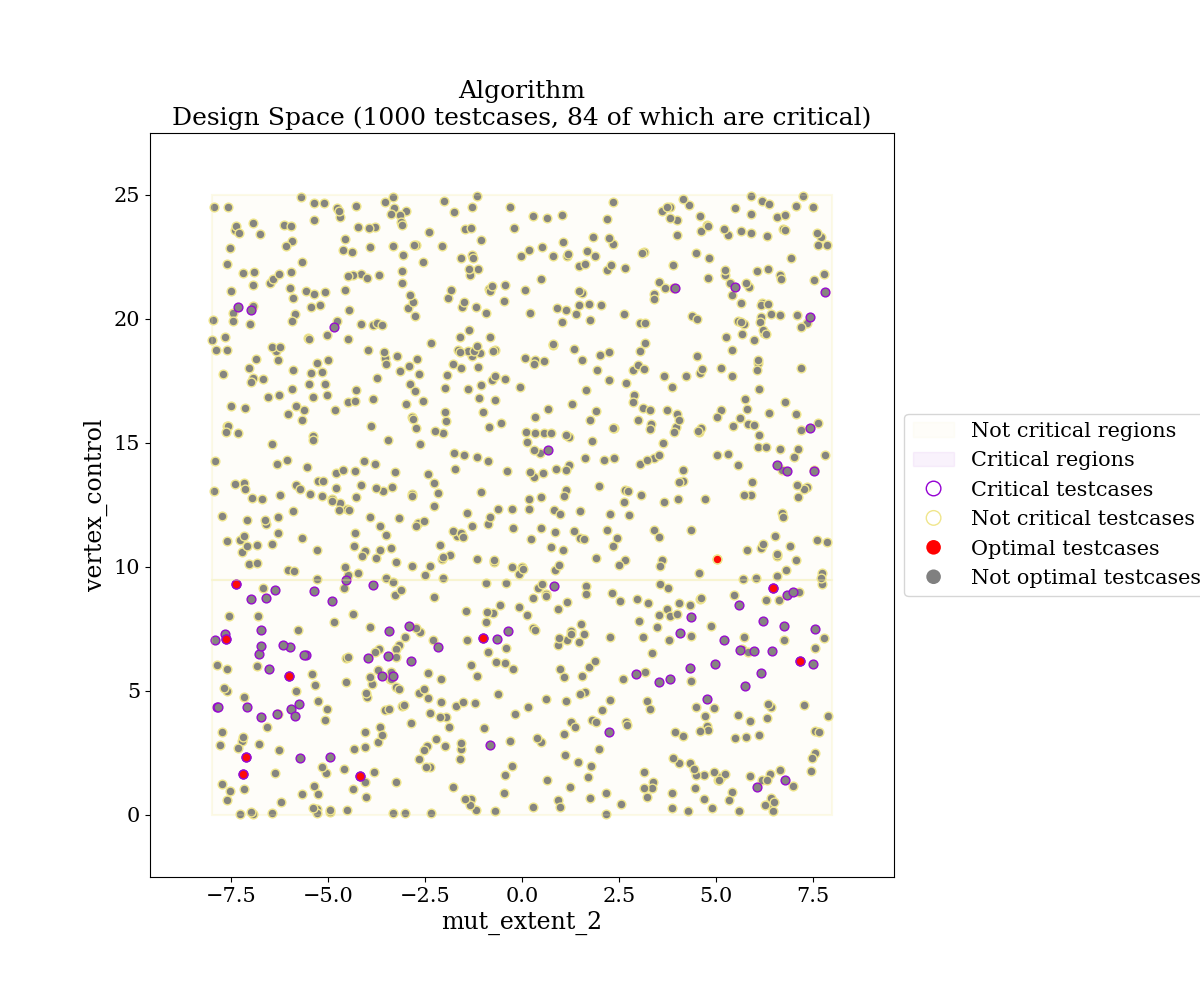 Algorithm
Design Space (1000 testcases, 84 of which are critical)
25
20
15
10
5
0
vertex_control
−7.5
−5.0
−2.5
0.0
2.5
5.0
7.5
mut_extent_2
Not critical regions
Critical regions
Critical testcases
Not critical testcases
Optimal testcases
Not optimal testcases